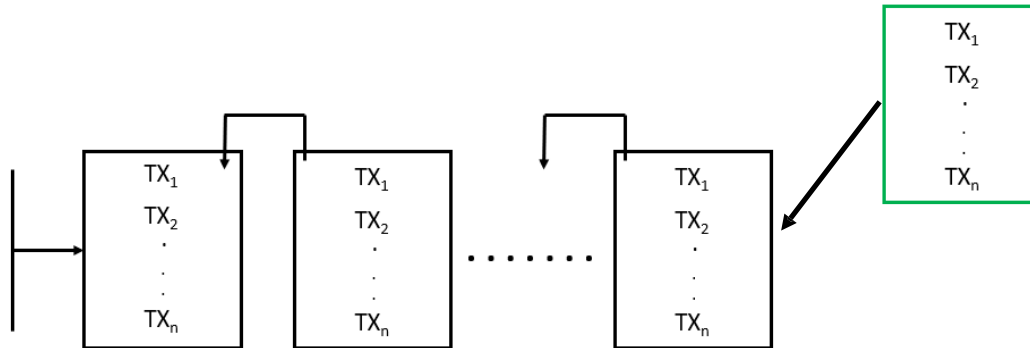 TX₁
TX₂
.
.
.
TXₙ
TX₁
TX₂
.
.
.
TXₙ
.......
TX₁
TX₂
.
.
.
TXₙ
TX₁
TX₂
.
.
.
TXₙ